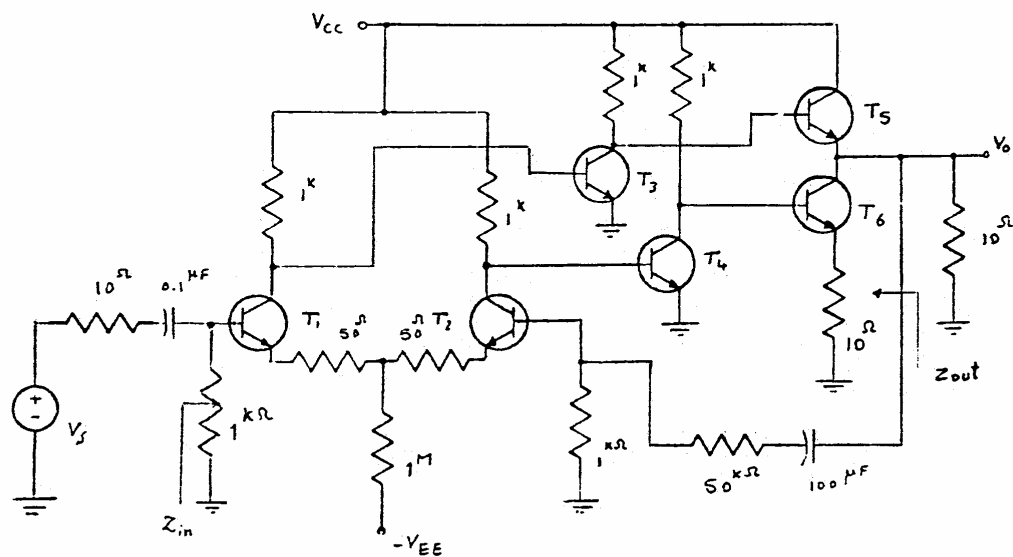 Vcc
1K
1K
T5
Vo
1K
1K
T3
T6
10Ω
T4
10Ω
0.1µF
T1
50Ω
50Ω
T2
10Ω
Zout
Vs
+
-
1KΩ
1M
1KΩ
50KΩ
100µF
Zin
-VEE